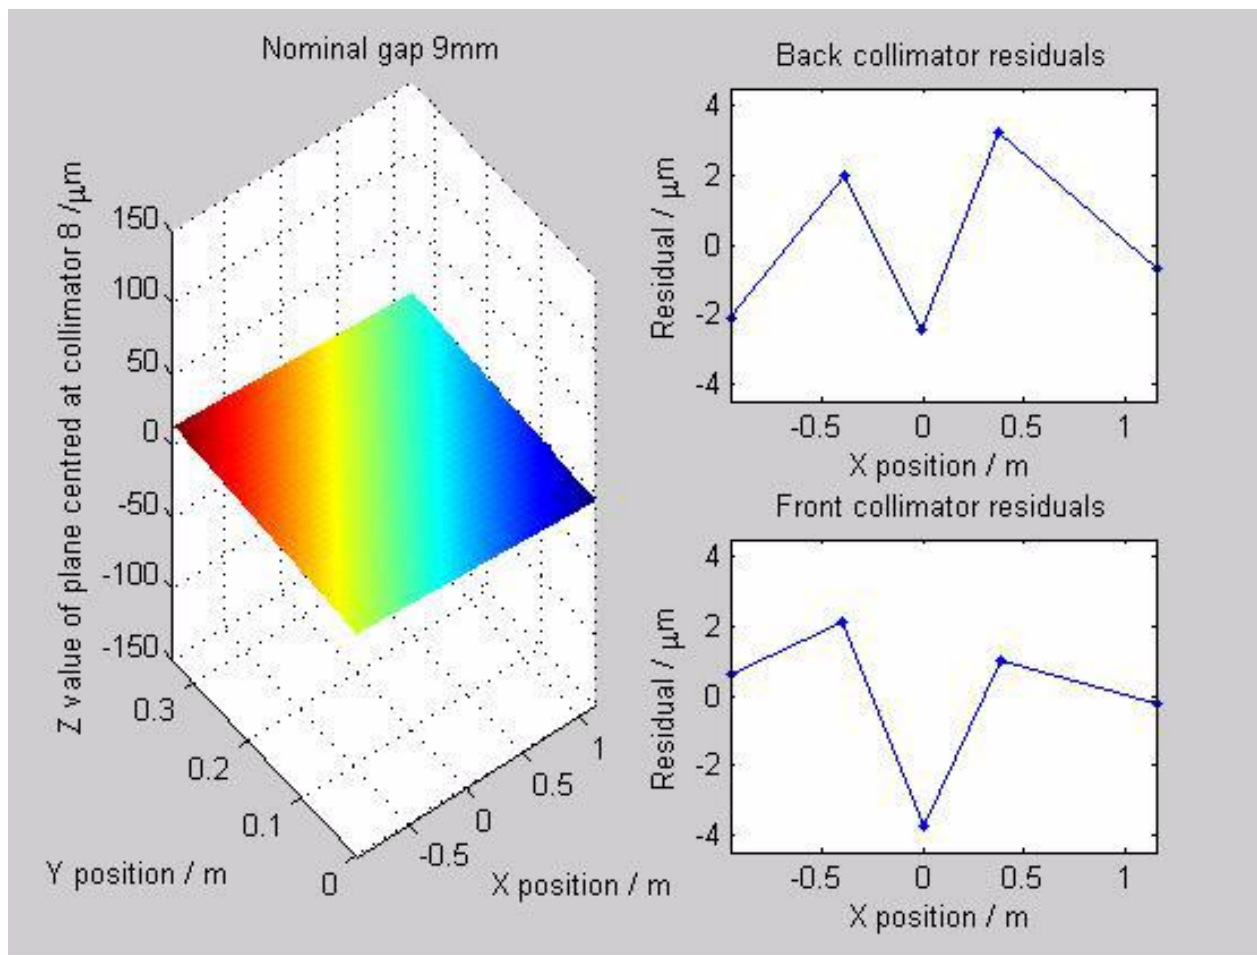 Nominal gap 9mm
Z value of plane centred at collimator 8 /μm
150
100
50
0
-50
-100
-150
0.3
0.2
0.1
0
Y position / m
-0.5
0
0.5
1
X position / m
Back collimator residuals
Residual / μm
4
2
0
-2
-4
-0.5 0 0.5 1
X position / m
Front collimator residuals
Residual / μm
4
2
0
-2
-4
-0.5 0 0.5 1
X position / m